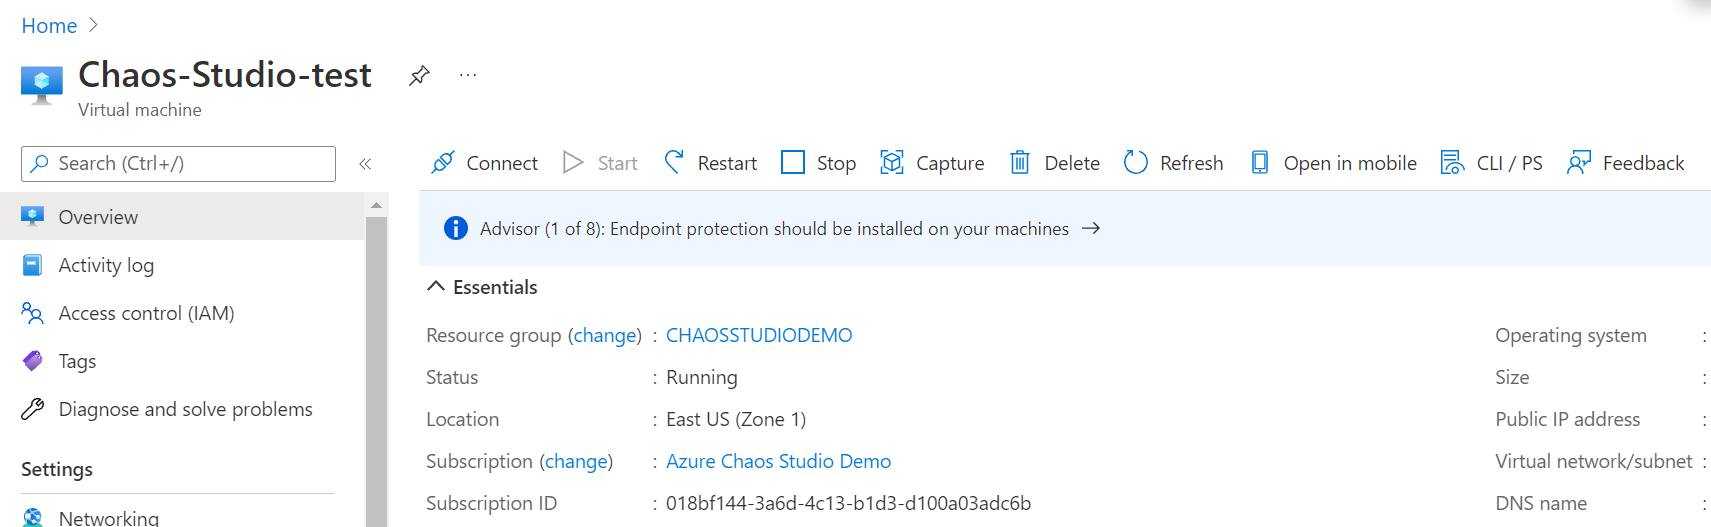 Home >
Chaos-Studio-test ...
Virtual machine
Search (Ctrl+/) «
Connect Start Restart Stop Capture Delete Refresh Open in mobile CLI / PS Feedback
Overview
Activity log
Access control (IAM)
Tags
Diagnose and solve problems
Settings
Networking
Advisor (1 of 8): Endpoint protection should be installed on your machines →
Essentials
Resource group (change) : CHAOSSTUDIODEMO
Status : Running
Location : East US (Zone 1)
Subscription (change) : Azure Chaos Studio Demo
Subscription ID : 018bf144-3a6d-4c13-b1d3-d100a03adc6b
Operating system :
Size :
Public IP address :
Virtual network/subnet :
DNS name :